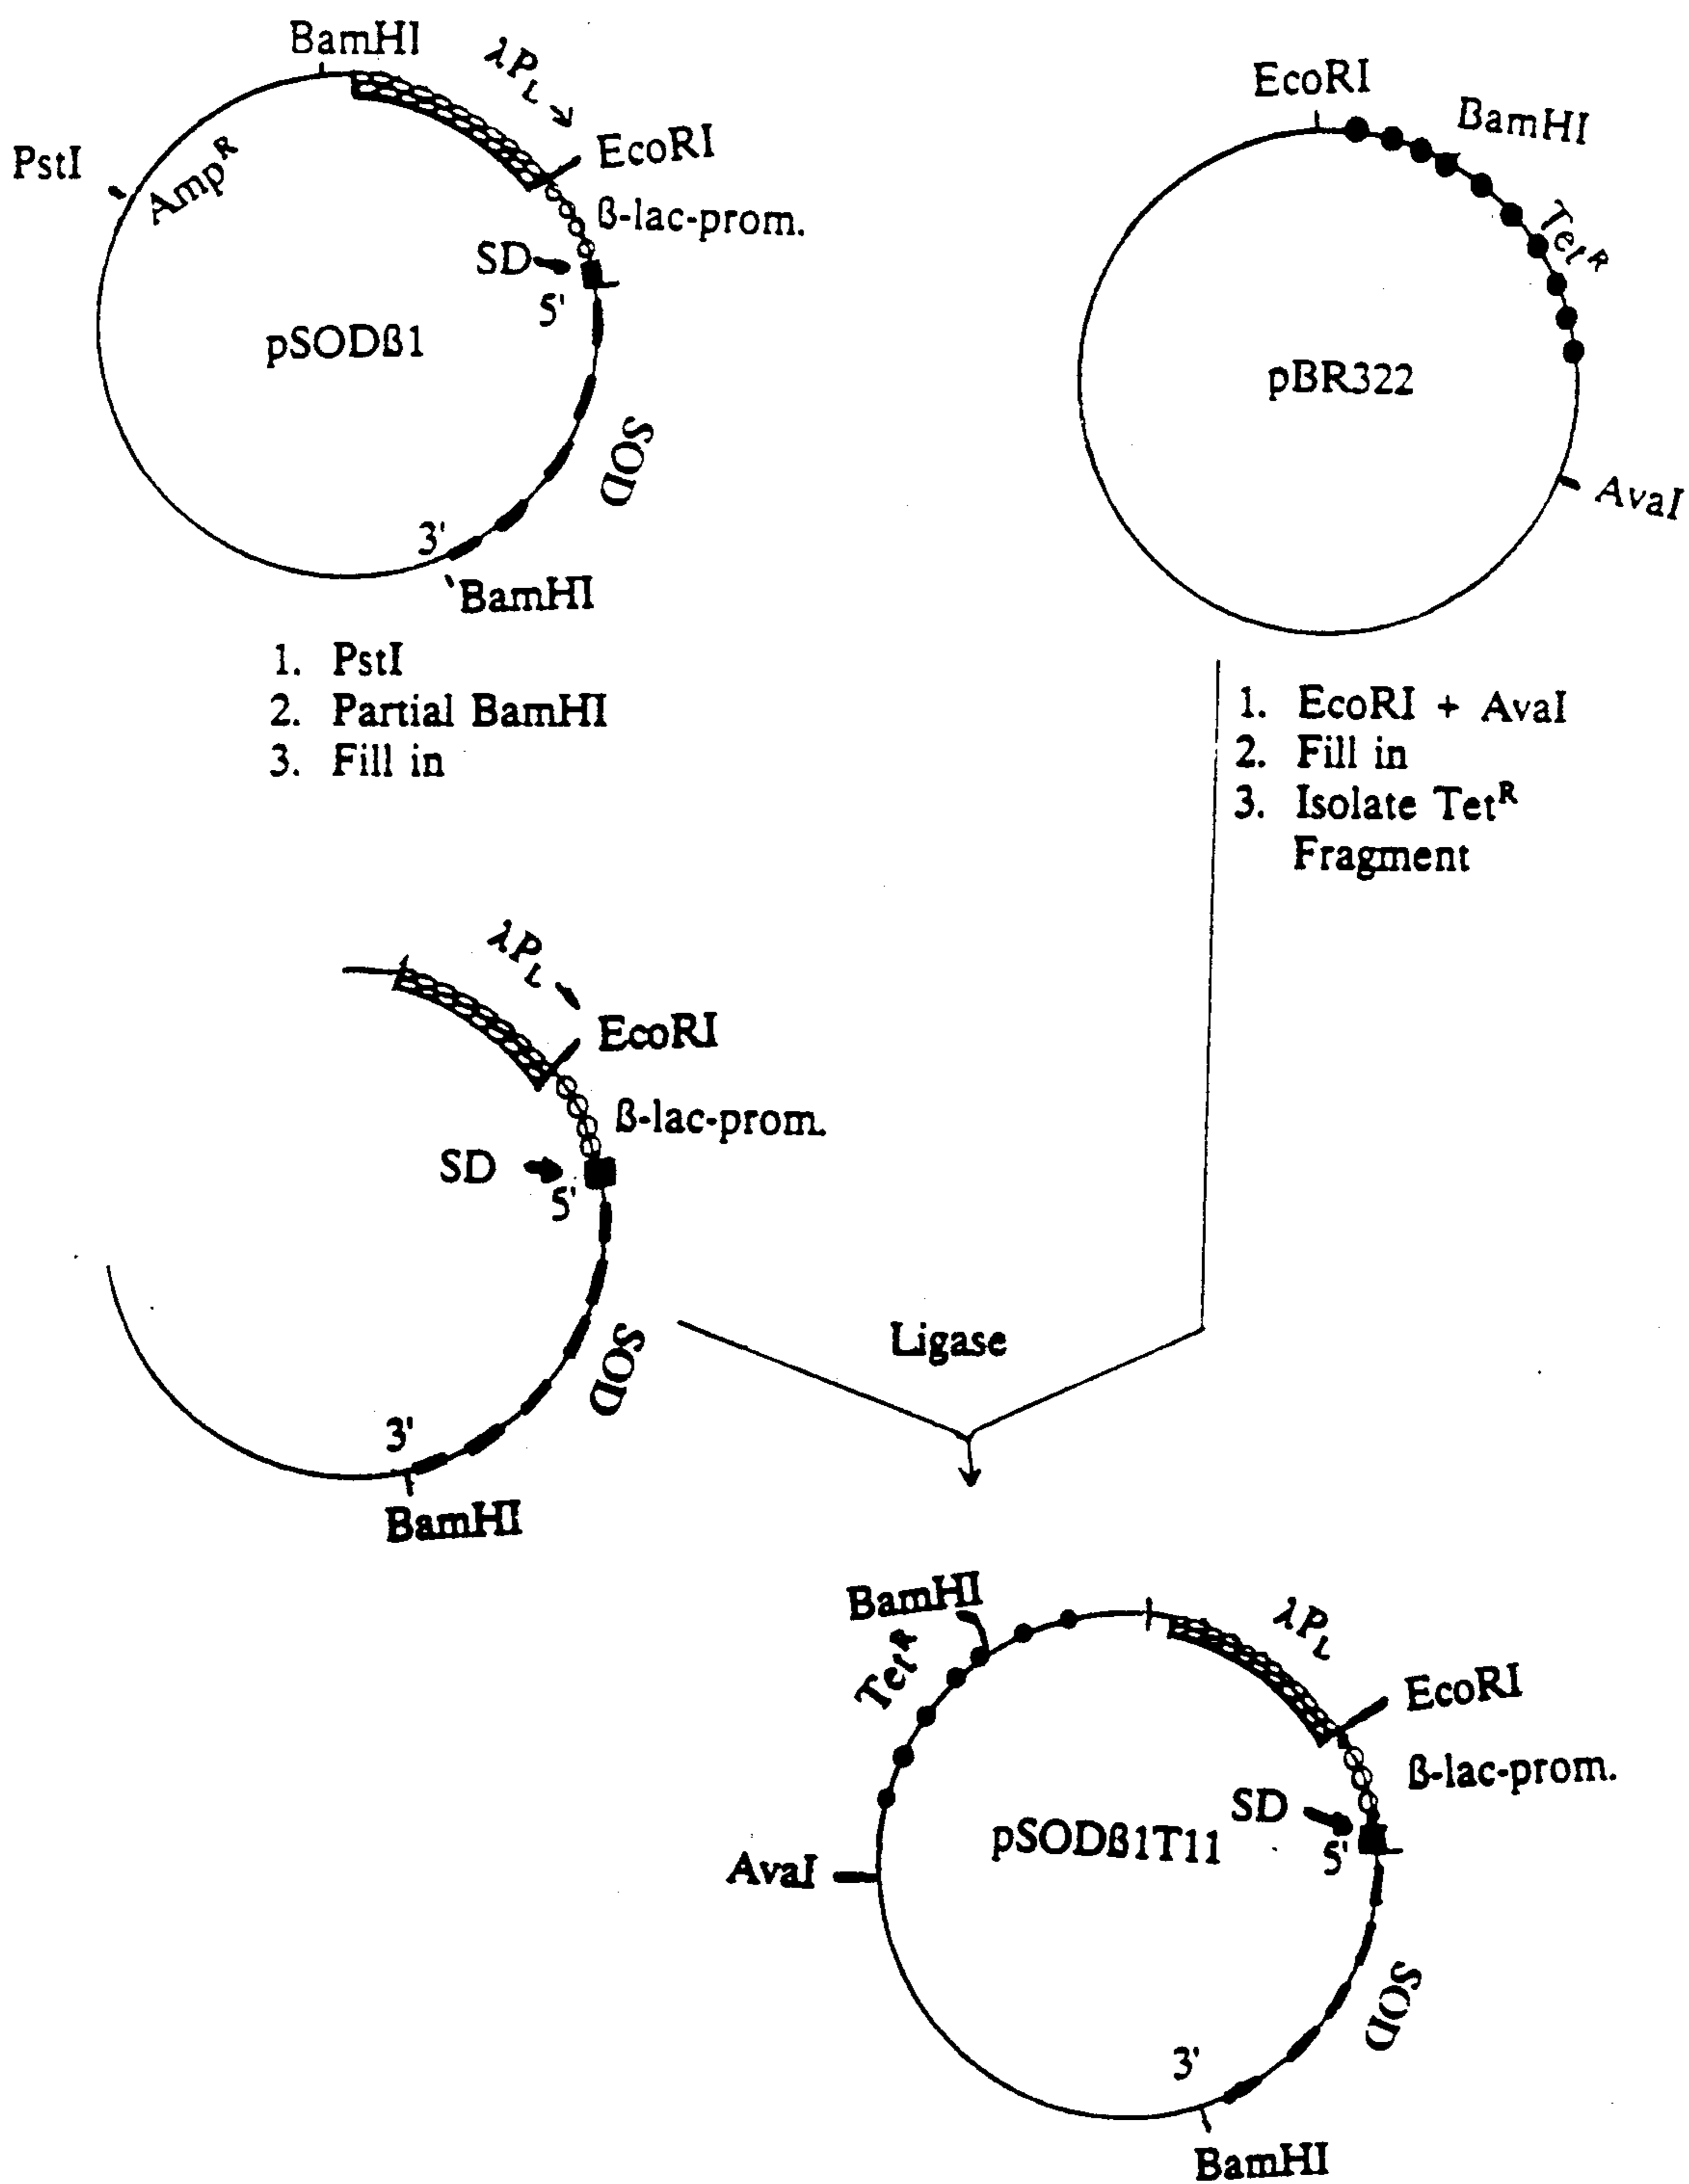 BamHI
λPL
EcoRI
PstI
AmpR
ß-lac-prom.
SD
5'
pSODß1
SOD
3'
BamHI
1. PstI
2. Partial BamHI
3. Fill in
EcoRI
BamHI
TetR
pBR322
AvaI
1. EcoRI + AvaI
2. Fill in
3. Isolate TetR
Fragment
λPL
EcoRI
ß-lac-prom.
SD
5'
SOD
3'
BamHI
Ligase
BamHI
TetR
λPL
EcoRI
ß-lac-prom.
SD
5'
pSODß1T11
AvaI
SOD
3'
BamHI